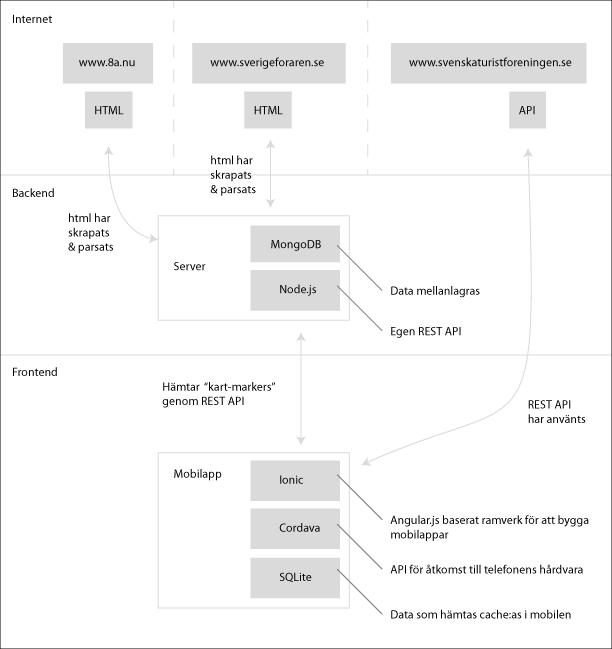 Internet
www.8a.nu
www.sverigeforaren.se
www.svenskaturistforeningen.se
HTML
HTML
API
html har
skrapats
& parsats
Backend
html har
skrapats
& parsats
Server
MongoDB
Node.js
Data mellanlagras
Egen REST API
Frontend
Hämtar “kart-markers”
genom REST API
REST API
har använts
Mobilapp
Ionic
Cordava
SQLite
Angular.js baserat ramverk för att bygga
mobilappar
API för åtkomst till telefonens hårdvara
Data som hämtas cache:as i mobilen